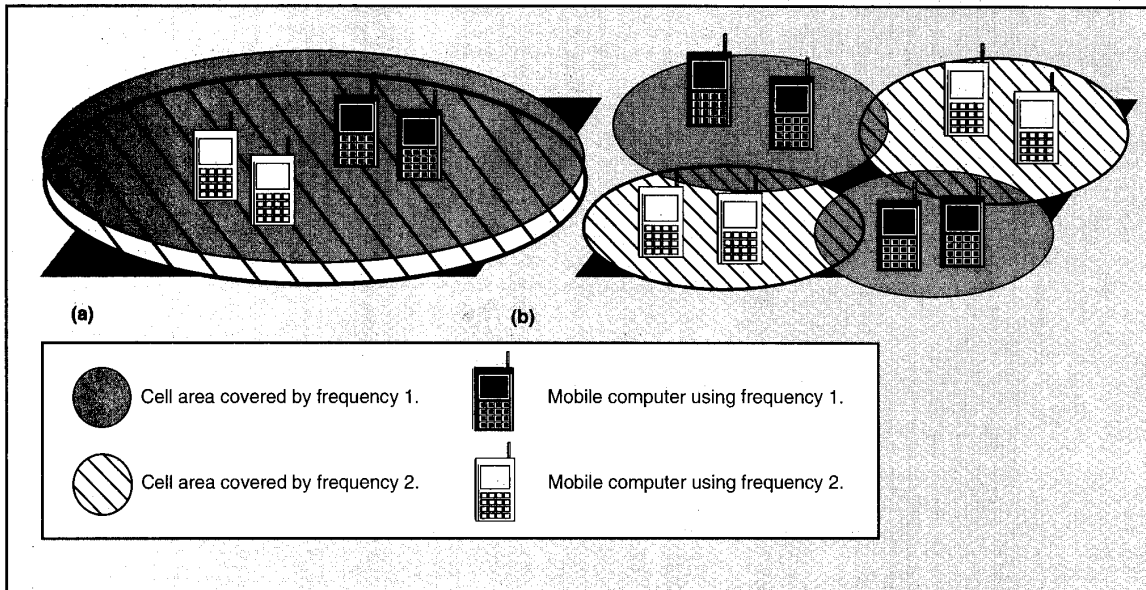 (a)
(b)
Cell area covered by frequency 1.
Mobile computer using frequency 1.
Cell area covered by frequency 2.
Mobile computer using frequency 2.